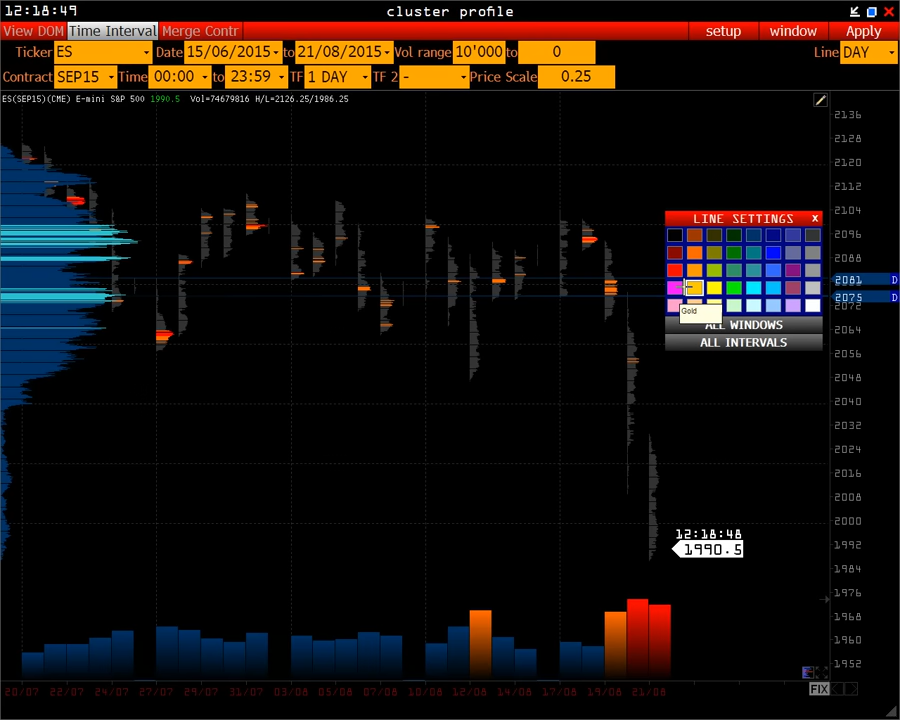 12:18:49 cluster profile
View DOM Time Interval Merge Contr setup window Apply
Ticker ES Date 15/06/2015 to 21/08/2015 Vol range 10'000 to 0 Line DAY
Contract SEP15 Time 00:00 to 23:59 TF 1 DAY TF 2 - Price Scale 0.25
ES(SEP15)(CME) E-mini S&P 500 1990.5 Vol=74679816 H/L=2126.25/1986.25
2136
2128
2120
2112
2104
LINE SETTINGS x
2096
2088
2081 D
2075 D
2072
Gold
ALL WINDOWS
2064
ALL INTERVALS
2056
2048
2040
2032
2024
2016
2008
2000
12:18:48
1990.5
1992
1984
1976
1968
1960
1952
FIX
20/07 22/07 24/07 27/07 29/07 31/07 03/08 05/08 07/08 10/08 12/08 14/08 17/08 19/08 21/08